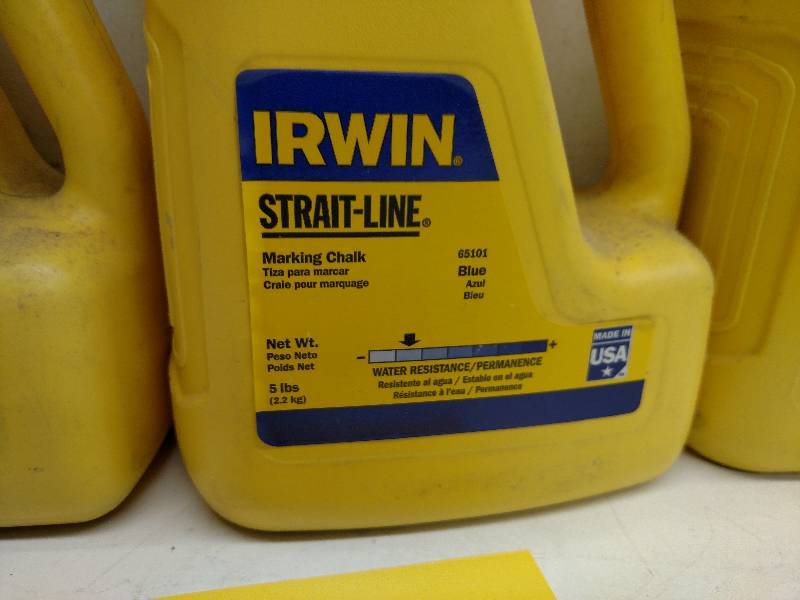 IRWIN®
STRAIT-LINE®
Marking Chalk
Tiza para marcar
Craie pour marquage
65101
Blue
Azul
Bleu
Net Wt.
Peso Neto
Poids Net
5 lbs
(2.2 kg)
- +
WATER RESISTANCE/PERMANENCE
Resistente al agua / Estable en el agua
Résistance à l'eau / Permanence
MADE IN
USA